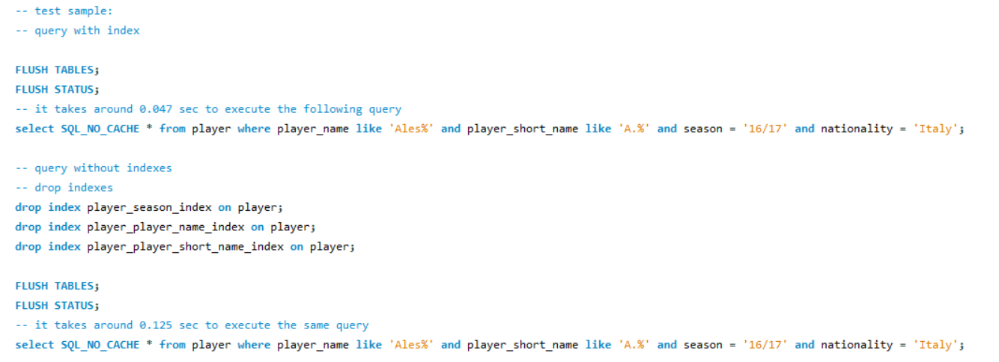 -- test sample:
-- query with index
FLUSH TABLES;
FLUSH STATUS;
-- it takes around 0.047 sec to execute the following query
select SQL_NO_CACHE * from player where player_name like 'Ales%' and player_short_name like 'A.%' and season = '16/17' and nationality = 'Italy';
-- query without indexes
-- drop indexes
drop index player_season_index on player;
drop index player_player_name_index on player;
drop index player_player_short_name_index on player;
FLUSH TABLES;
FLUSH STATUS;
-- it takes around 0.125 sec to execute the same query
select SQL_NO_CACHE * from player where player_name like 'Ales%' and player_short_name like 'A.%' and season = '16/17' and nationality = 'Italy';